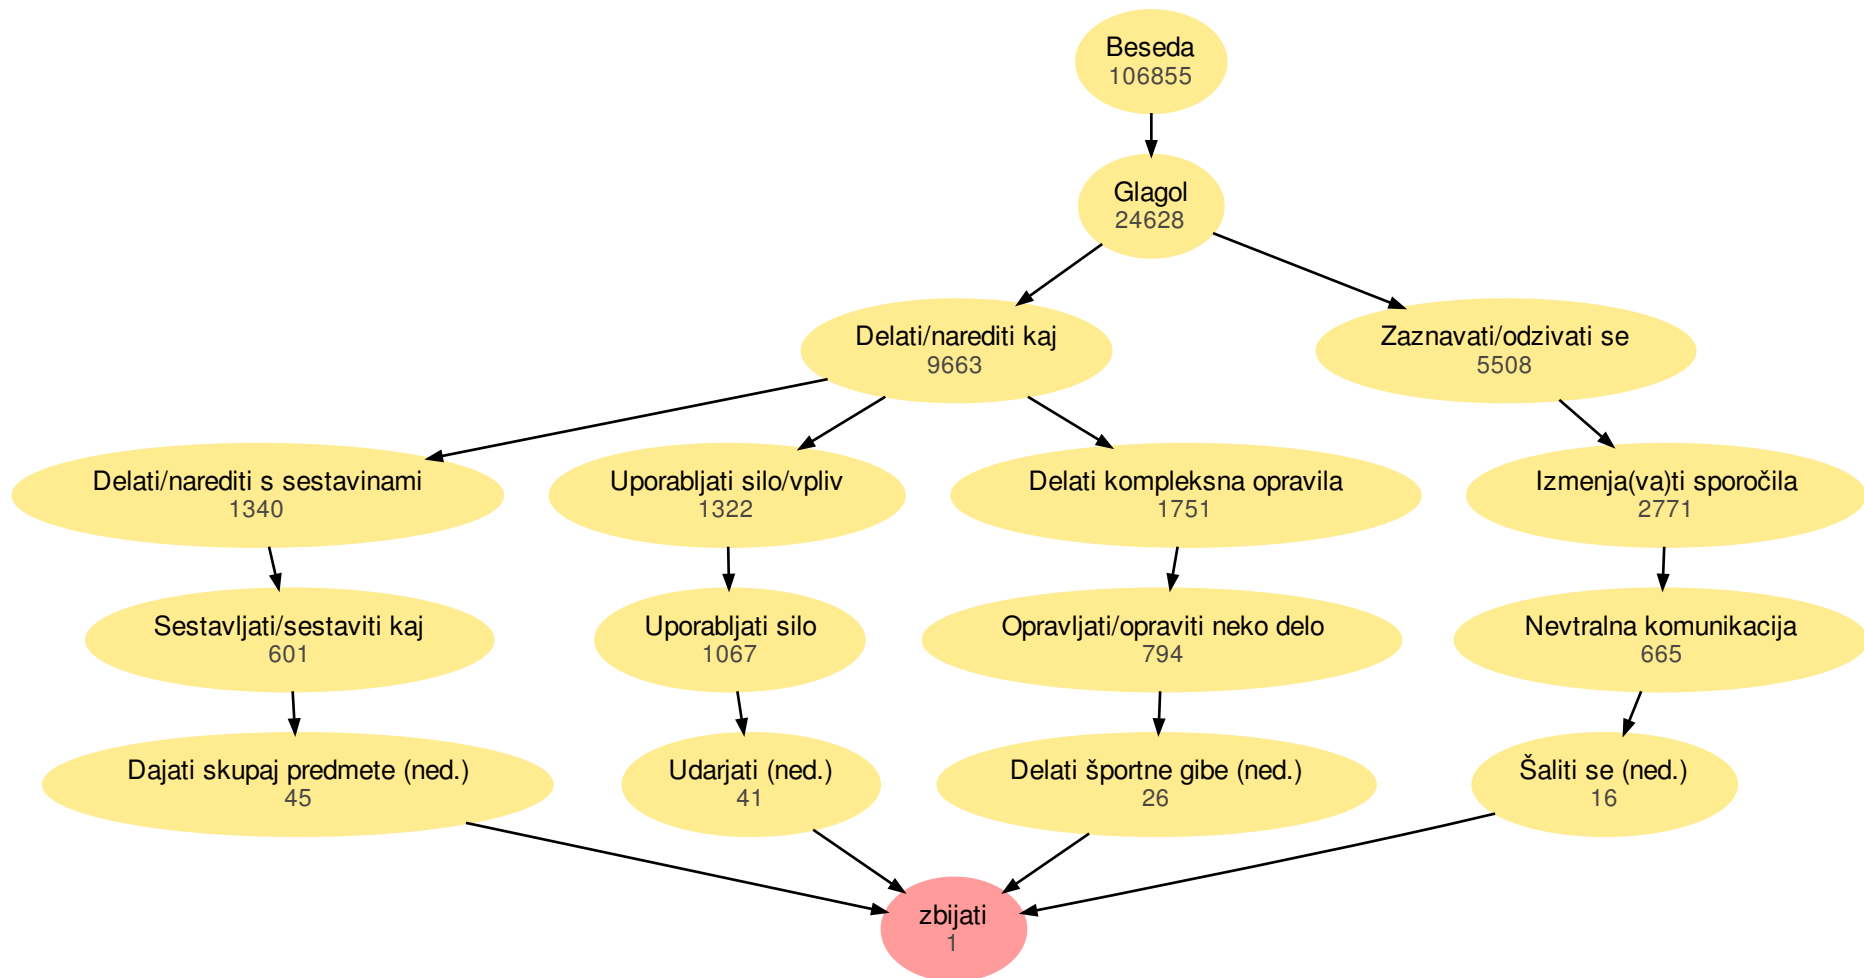 Beseda
106855
Glagol
24628
Delati/narediti kaj
9663
Zaznavati/odzivati se
5508
Delati/narediti s sestavinami
1340
Uporabljati silo/vpliv
1322
Delati kompleksna opravila
1751
Izmenja(va)ti sporočila
2771
Sestavljati/sestaviti kaj
601
Uporabljati silo
1067
Opravljati/opraviti neko delo
794
Nevtralna komunikacija
665
Dajati skupaj predmete (ned.)
45
Udarjati (ned.)
41
Delati športne gibe (ned.)
26
Šaliti se (ned.)
16
zbijati
1